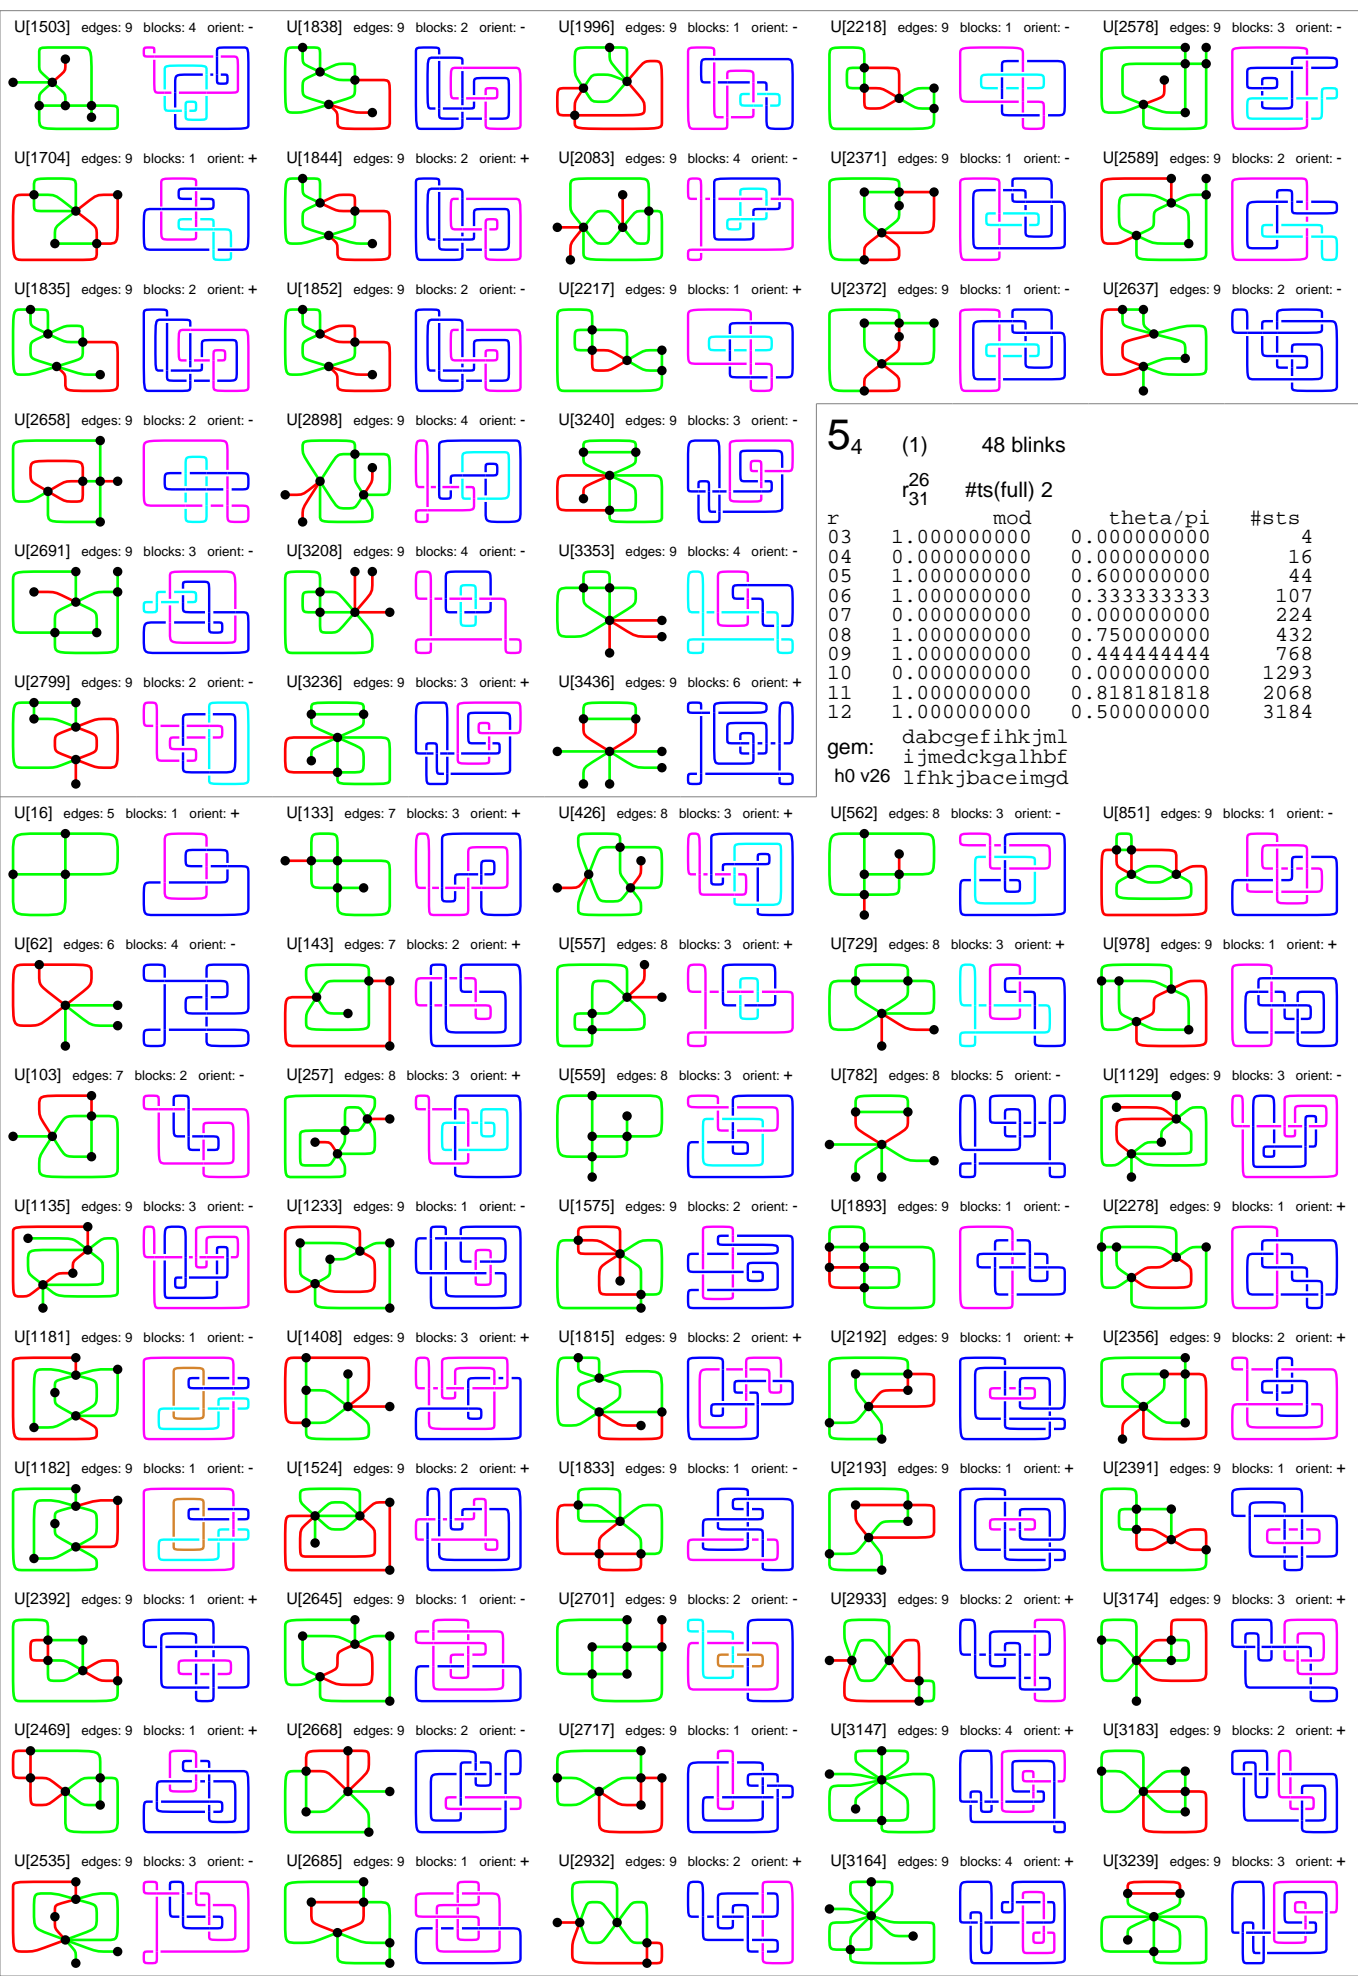 U[1503] edges: 9 blocks: 4 orient: -
U[1838] edges: 9 blocks: 2 orient: -
U[1996] edges: 9 blocks: 1 orient: -
U[2218] edges: 9 blocks: 1 orient: -
U[2578] edges: 9 blocks: 3 orient: -
U[1704] edges: 9 blocks: 1 orient: +
U[1844] edges: 9 blocks: 2 orient: +
U[2083] edges: 9 blocks: 4 orient: -
U[2371] edges: 9 blocks: 1 orient: -
U[2589] edges: 9 blocks: 2 orient: -
U[1835] edges: 9 blocks: 2 orient: +
U[1852] edges: 9 blocks: 2 orient: -
U[2217] edges: 9 blocks: 1 orient: +
U[2372] edges: 9 blocks: 1 orient: -
U[2637] edges: 9 blocks: 2 orient: -
U[2658] edges: 9 blocks: 2 orient: -
U[2898] edges: 9 blocks: 4 orient: -
U[3240] edges: 9 blocks: 3 orient: -
U[2691] edges: 9 blocks: 3 orient: -
U[3208] edges: 9 blocks: 4 orient: -
U[3353] edges: 9 blocks: 4 orient: -
U[2799] edges: 9 blocks: 2 orient: -
U[3236] edges: 9 blocks: 3 orient: +
U[3436] edges: 9 blocks: 6 orient: +
5₄ (1) 48 blinks
r₃₁²⁶ #ts(full) 2
r mod theta/pi #sts
03 1.000000000 0.000000000 4
04 0.000000000 0.000000000 16
05 1.000000000 0.600000000 44
06 1.000000000 0.333333333 107
07 0.000000000 0.000000000 224
08 1.000000000 0.750000000 432
09 1.000000000 0.444444444 768
10 0.000000000 0.000000000 1293
11 1.000000000 0.818181818 2068
12 1.000000000 0.500000000 3184
gem: dabcgefihkjml
ijmedckgalhbf
h0 v26 lfhkjbaceimgd
U[16] edges: 5 blocks: 1 orient: +
U[133] edges: 7 blocks: 3 orient: +
U[426] edges: 8 blocks: 3 orient: +
U[562] edges: 8 blocks: 3 orient: -
U[851] edges: 9 blocks: 1 orient: -
U[62] edges: 6 blocks: 4 orient: -
U[143] edges: 7 blocks: 2 orient: +
U[557] edges: 8 blocks: 3 orient: +
U[729] edges: 8 blocks: 3 orient: +
U[978] edges: 9 blocks: 1 orient: +
U[103] edges: 7 blocks: 2 orient: -
U[257] edges: 8 blocks: 3 orient: +
U[559] edges: 8 blocks: 3 orient: +
U[782] edges: 8 blocks: 5 orient: -
U[1129] edges: 9 blocks: 3 orient: -
U[1135] edges: 9 blocks: 3 orient: -
U[1233] edges: 9 blocks: 1 orient: -
U[1575] edges: 9 blocks: 2 orient: -
U[1893] edges: 9 blocks: 1 orient: -
U[2278] edges: 9 blocks: 1 orient: +
U[1181] edges: 9 blocks: 1 orient: -
U[1408] edges: 9 blocks: 3 orient: +
U[1815] edges: 9 blocks: 2 orient: +
U[2192] edges: 9 blocks: 1 orient: +
U[2356] edges: 9 blocks: 2 orient: +
U[1182] edges: 9 blocks: 1 orient: -
U[1524] edges: 9 blocks: 2 orient: +
U[1833] edges: 9 blocks: 1 orient: -
U[2193] edges: 9 blocks: 1 orient: +
U[2391] edges: 9 blocks: 1 orient: +
U[2392] edges: 9 blocks: 1 orient: +
U[2645] edges: 9 blocks: 1 orient: -
U[2701] edges: 9 blocks: 2 orient: -
U[2933] edges: 9 blocks: 2 orient: +
U[3174] edges: 9 blocks: 3 orient: +
U[2469] edges: 9 blocks: 1 orient: +
U[2668] edges: 9 blocks: 2 orient: -
U[2717] edges: 9 blocks: 1 orient: -
U[3147] edges: 9 blocks: 4 orient: +
U[3183] edges: 9 blocks: 2 orient: +
U[2535] edges: 9 blocks: 3 orient: -
U[2685] edges: 9 blocks: 1 orient: +
U[2932] edges: 9 blocks: 2 orient: +
U[3164] edges: 9 blocks: 4 orient: +
U[3239] edges: 9 blocks: 3 orient: +